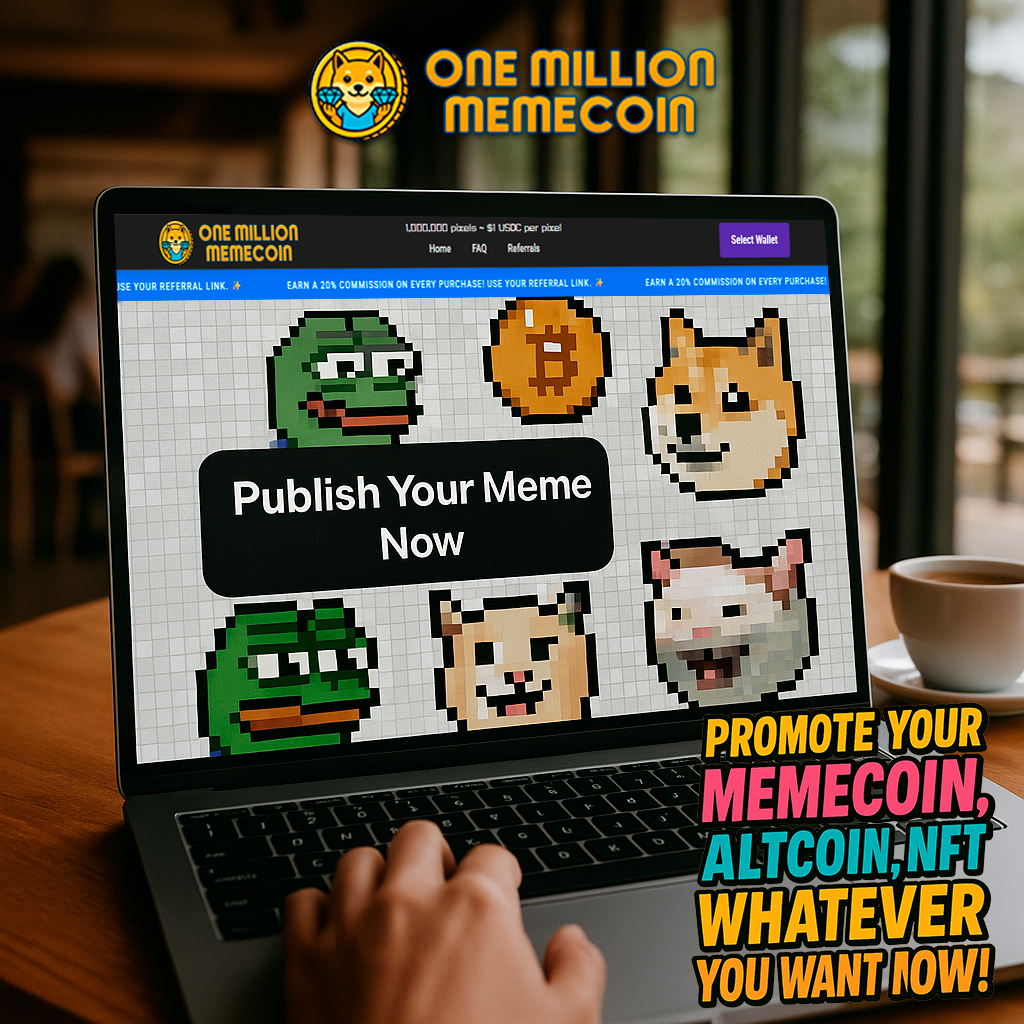 ONE MILLION
MEMECOIN
ONE MILLION
MEMECOIN
1,000,000 pixels ~ $1 USDC per pixel
Home FAQ Referrals
Select Wallet
USE YOUR REFERRAL LINK. ✨ EARN A 20% COMMISSION ON EVERY PURCHASE! USE YOUR REFERRAL LINK. ✨ EARN A 20% COMMISSION ON EVERY PURCHASE!
Publish Your Meme
Now
PROMOTE YOUR
MEMECOIN,
ALTCOIN,NFT
WHATEVER
YOU WANT NOW!